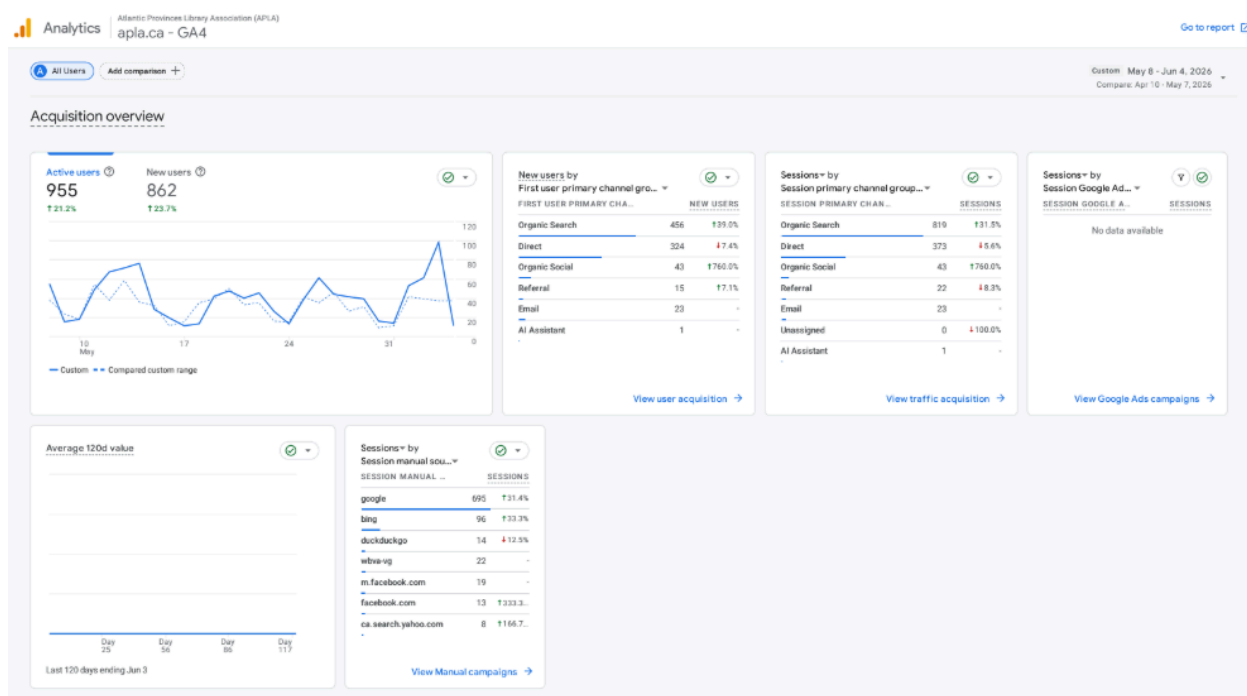 Analytics
Atlantic Provinces Library Association (APLA)
apla.ca - GA4
Go to report
A All Users
Add comparison +
Custom May 8 - Jun 4, 2026
Compare: Apr 10 - May 7, 2026
Acquisition overview
Active users
955
↑21.2%
New users
862
↑23.7%
120
100
80
60
40
20
0
10
May
17
24
31
Custom
Compared custom range
New users by
First user primary channel gro...
FIRST USER PRIMARY CHA... NEW USERS
Organic Search 456 ↑39.0%
Direct 324 ↓7.4%
Organic Social 43 ↑760.0%
Referral 15 ↑7.1%
Email 23 -
AI Assistant 1 -
View user acquisition →
Sessions by
Session primary channel group...
SESSION PRIMARY CHAN... SESSIONS
Organic Search 819 ↑31.5%
Direct 373 ↓5.6%
Organic Social 43 ↑760.0%
Referral 22 ↓8.3%
Email 23 -
Unassigned 0 ↓100.0%
AI Assistant 1 -
View traffic acquisition →
Sessions by
Session Google Ad...
SESSION GOOGLE A... SESSIONS
No data available
View Google Ads campaigns →
Average 120d value
Day 25
Day 56
Day 86
Day 117
Last 120 days ending Jun 3
Sessions by
Session manual sou...
SESSION MANUAL ... SESSIONS
google 695 ↑31.4%
bing 96 ↑33.3%
duckduckgo 14 ↓12.5%
wbva-vg 22 -
m.facebook.com 19 -
facebook.com 13 ↑333.3...
ca.search.yahoo.com 8 ↑166.7...
View Manual campaigns →